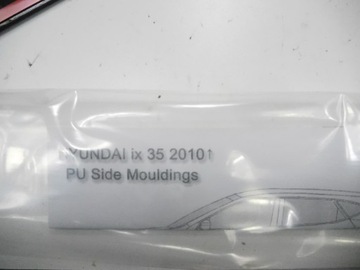 HYUNDAI ix 35 2010↑
PU Side Mouldings